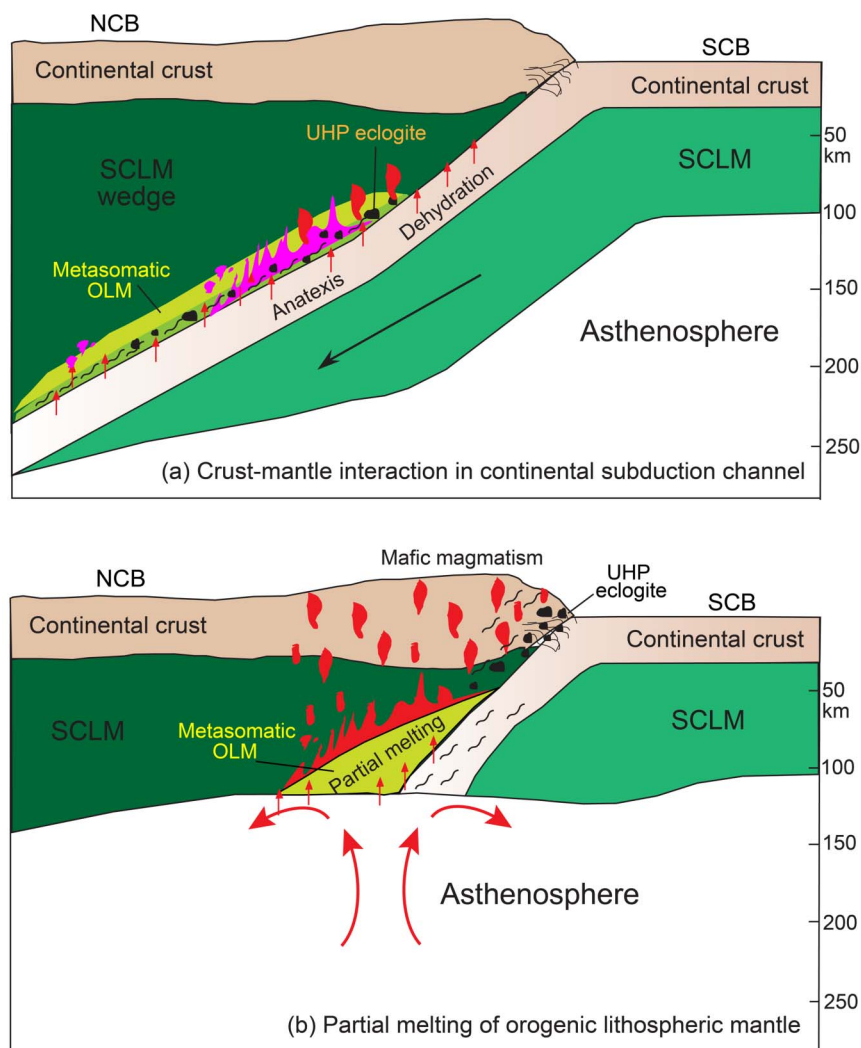 NCB
SCB
Continental crust
Continental crust
UHP eclogite
50
km
SCLM
wedge
SCLM
Dehydration
100
Metasomatic
OLM
Anatexis
150
Asthenosphere
200
250
(a) Crust-mantle interaction in continental subduction channel
Mafic magmatism
NCB
UHP
eclogite
SCB
Continental crust
Continental crust
50
km
SCLM
SCLM
Metasomatic
OLM
Partial melting
100
150
Asthenosphere
200
250
(b) Partial melting of orogenic lithospheric mantle